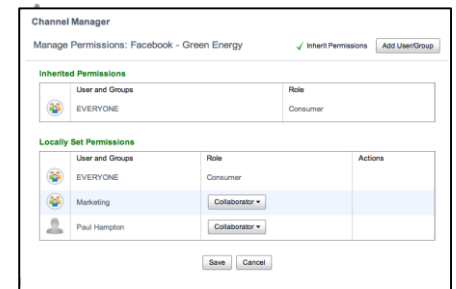 Channel Manager
Manage Permissions: Facebook - Green Energy
Inherit Permissions
Add User/Group
Inherited Permissions
User and Groups Role
EVERYONE Consumer
Locally Set Permissions
User and Groups Role Actions
EVERYONE Consumer
Marketing Collaborator
Paul Hampton Collaborator
Save Cancel